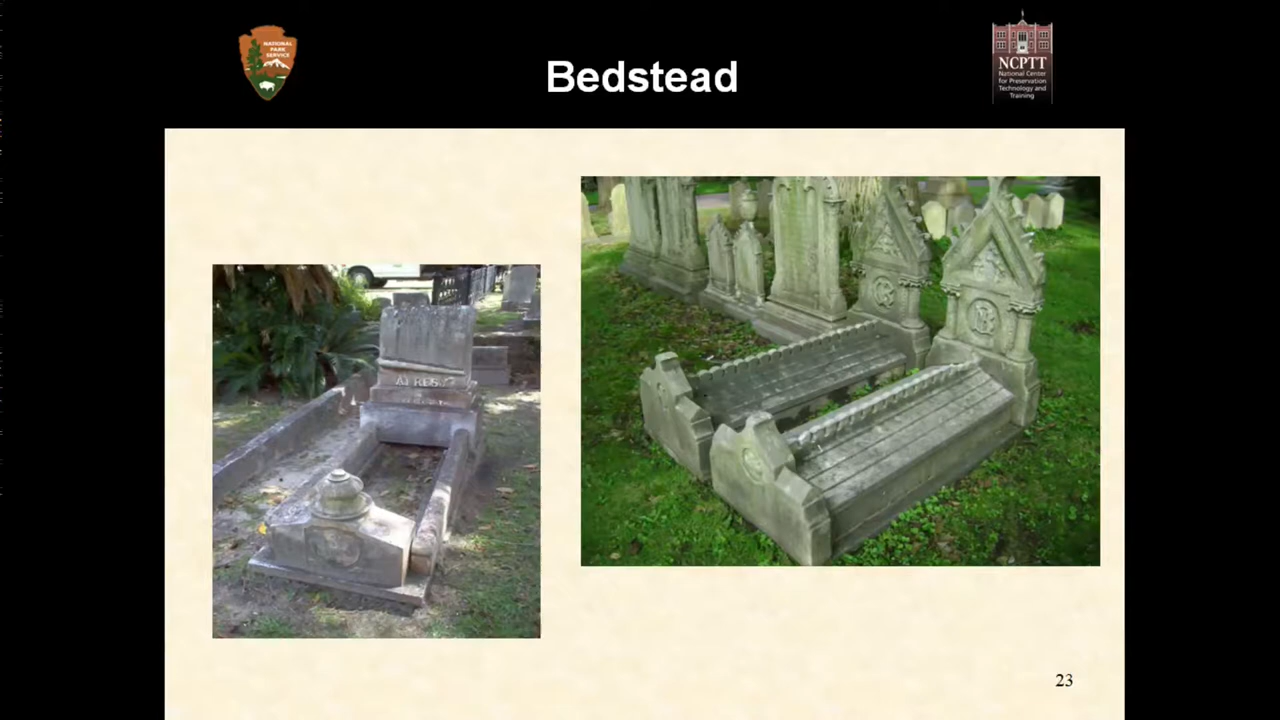 NATIONAL
PARK
SERVICE
Bedstead
NCPTT
National Center
for Preservation
Technology and
Training
23